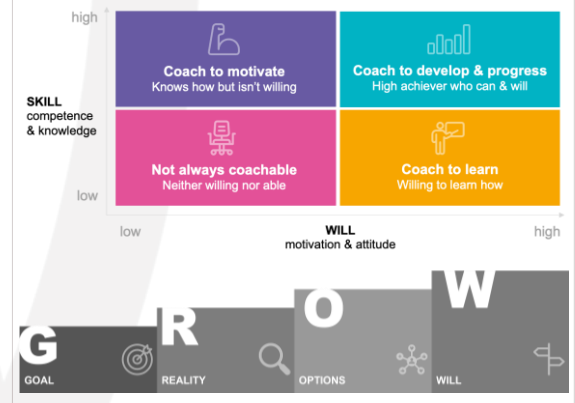 high
Coach to motivate
Knows how but isn't willing
Coach to develop & progress
High achiever who can & will
SKILL
competence
& knowledge
Not always coachable
Neither willing nor able
Coach to learn
Willing to learn how
low
low
WILL
motivation & attitude
high
G
GOAL
R
REALITY
O
OPTIONS
W
WILL